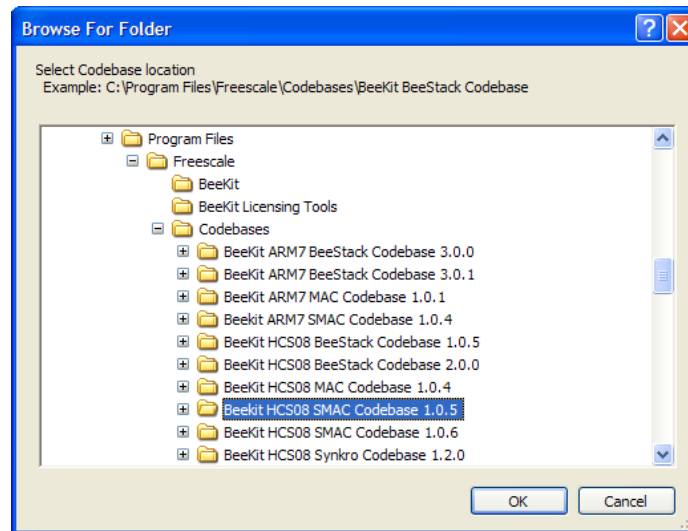 Browse For Folder
Select Codebase location
Example: C:\Program Files\Freescale\Codebases\BeeKit BeeStack Codebase
Program Files
Freescale
BeeKit
BeeKit Licensing Tools
Codebases
BeeKit ARM7 BeeStack Codebase 3.0.0
BeeKit ARM7 BeeStack Codebase 3.0.1
BeeKit ARM7 MAC Codebase 1.0.1
Beekit ARM7 SMAC Codebase 1.0.4
BeeKit HCS08 BeeStack Codebase 1.0.5
BeeKit HCS08 BeeStack Codebase 2.0.0
BeeKit HCS08 MAC Codebase 1.0.4
Beekit HCS08 SMAC Codebase 1.0.5
BeeKit HCS08 SMAC Codebase 1.0.6
BeeKit HCS08 Synkro Codebase 1.2.0
OK Cancel